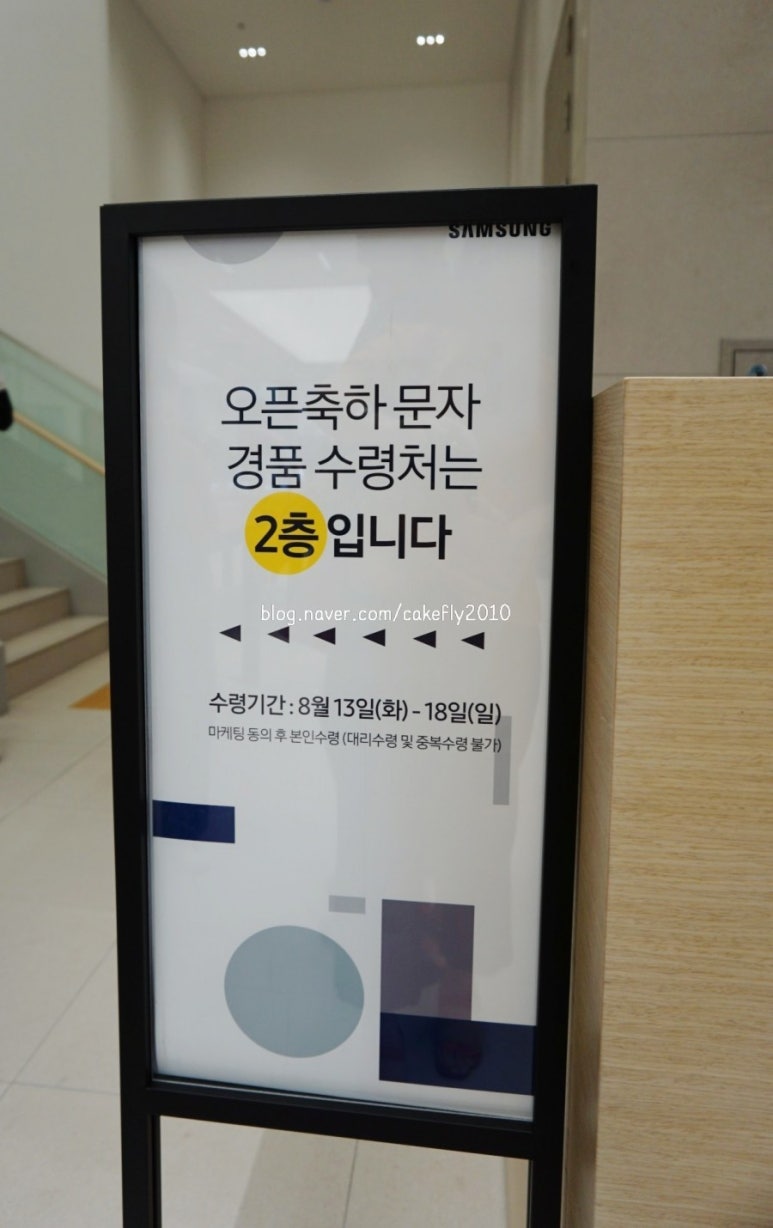 SAMSUNG
오픈축하 문자
경품 수령처는
2층입니다
blog.naver.com/cakefly2010
수령기간 : 8월 13일(화) - 18일(일)
마케팅 동의 후 본인수령 (대리수령 및 중복수령 불가)